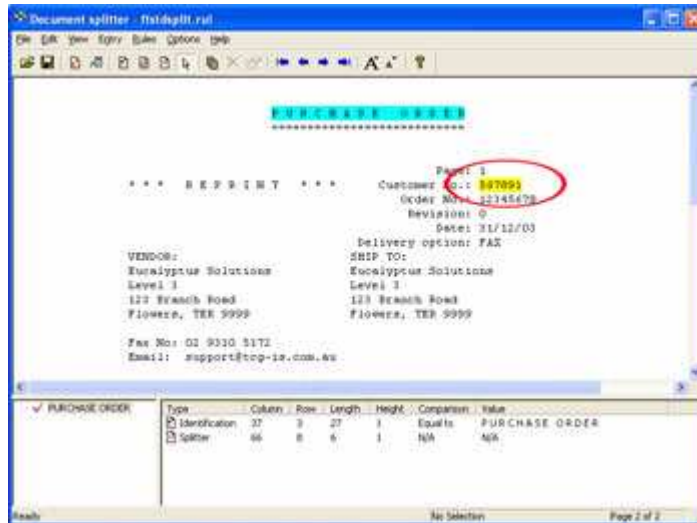 Document splitter - ftstdsplit.rul
File Edit View Entry Rules Options Help
PURCHASE ORDER
===========================
Page: 1
* * * REPRINT * * * Customer No.: 587891
Order No.: 12345678
Revision: 0
Date: 31/12/03
Delivery option: FAX
VENDOR: SHIP TO:
Eucalyptus Solutions Eucalyptus Solutions
Level 3 Level 3
123 Branch Road 123 Branch Road
Flowers, TER 9999 Flowers, TER 9999
Fax No: 02 9310 5172
Email: support@tcg-is.com.au
PURCHASE ORDER
Type Column Row Length Height Comparison Value
Identification 37 3 27 1 Equal to PURCHASE ORDER
Splitter 66 8 6 1 N/A N/A
Ready No Selection Page 2 of 2